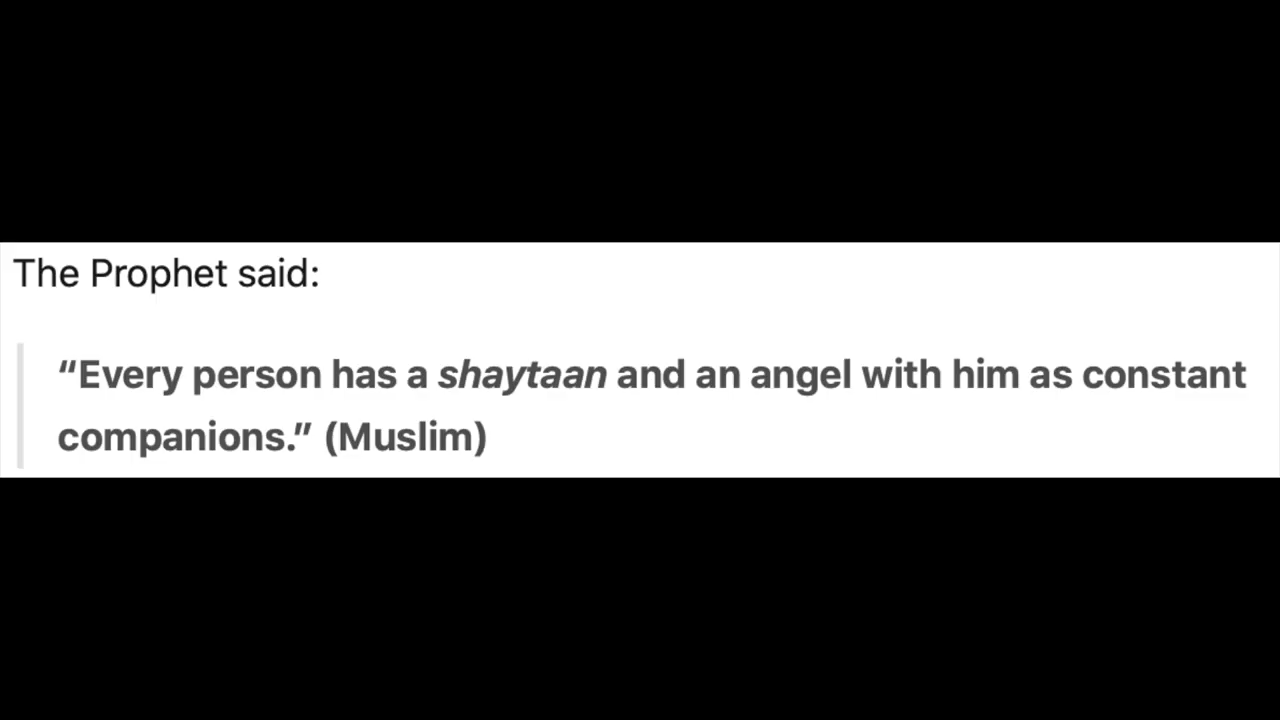 The Prophet said:
“Every person has a shaytaan and an angel with him as constant
companions.” (Muslim)